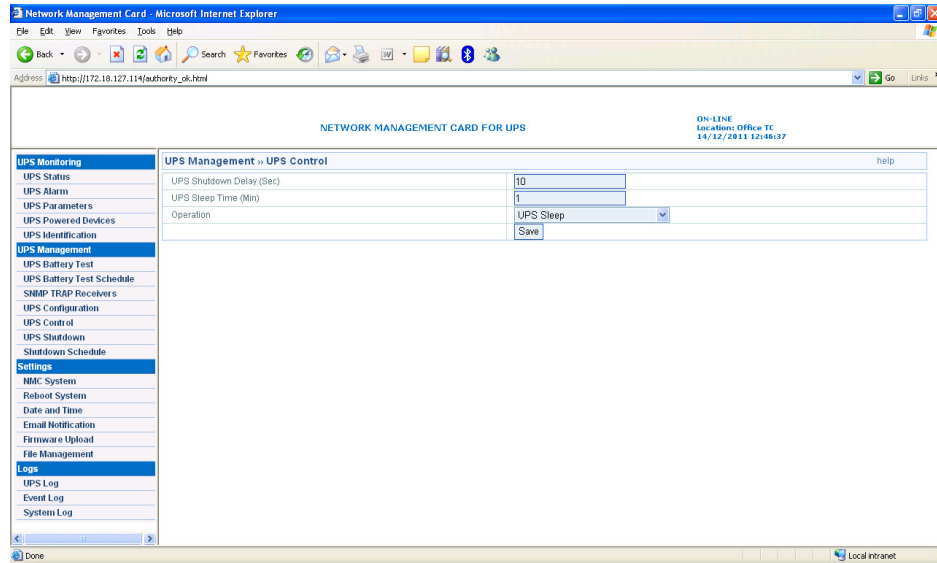 Network Management Card - Microsoft Internet Explorer
File Edit View Favorites Tools Help
Back Search Favorites
Address http://172.18.127.114/authority_ok.html Go Links
NETWORK MANAGEMENT CARD FOR UPS
ON-LINE
Location: Office TC
14/12/2011 12:46:37
UPS Monitoring
UPS Status
UPS Alarm
UPS Parameters
UPS Powered Devices
UPS Identification
UPS Management
UPS Battery Test
UPS Battery Test Schedule
SNMP TRAP Receivers
UPS Configuration
UPS Control
UPS Shutdown
Shutdown Schedule
Settings
NMC System
Reboot System
Date and Time
Email Notification
Firmware Upload
File Management
Logs
UPS Log
Event Log
System Log
UPS Management » UPS Control help
UPS Shutdown Delay (Sec) 10
UPS Sleep Time (Min) 1
Operation UPS Sleep
Save
Done Local intranet